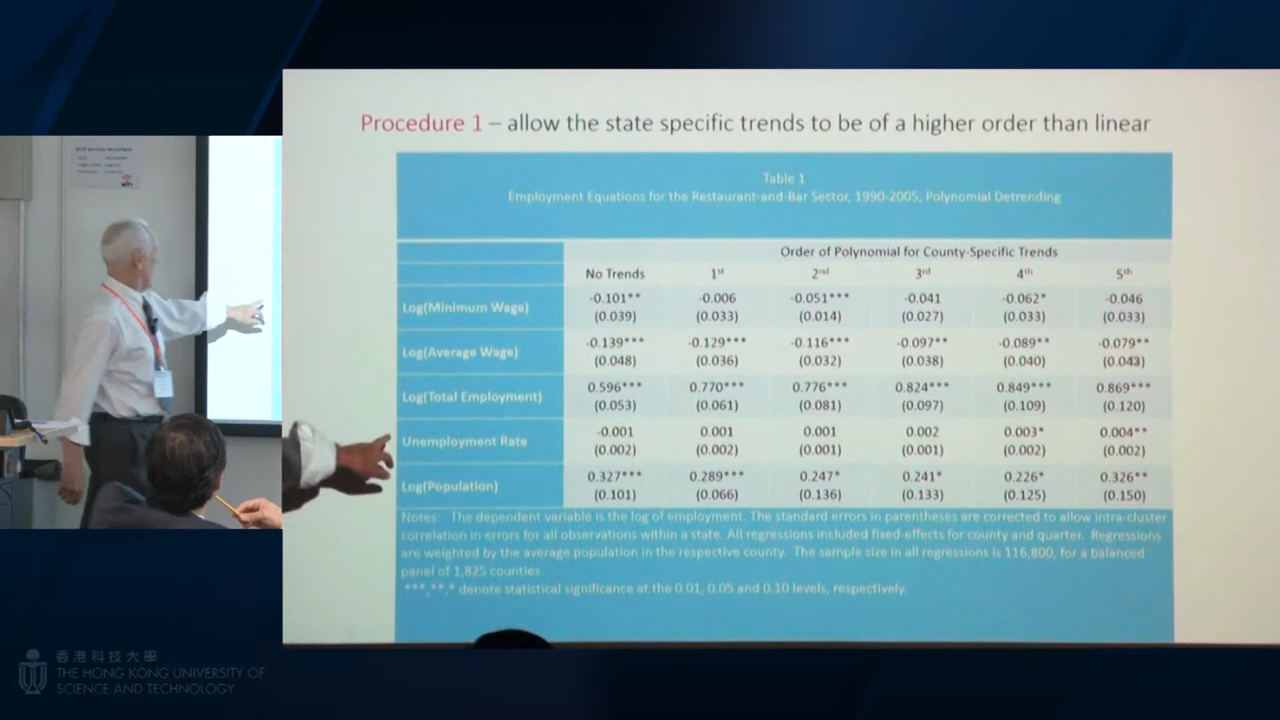 Procedure 1 – allow the state specific trends to be of a higher order than linear
Table 1
Employment Equations for the Restaurant-and-Bar Sector, 1990-2005, Polynomial Detrending
Order of Polynomial for County-Specific Trends
No Trends 1st 2nd 3rd 4th 5th
Log(Minimum Wage) -0.101** -0.006 -0.051*** -0.041 -0.062* -0.046
(0.039) (0.033) (0.014) (0.027) (0.033) (0.033)
Log(Average Wage) -0.139*** -0.129*** -0.116*** -0.097** -0.089** -0.079**
(0.048) (0.036) (0.032) (0.038) (0.040) (0.043)
Log(Total Employment) 0.596*** 0.770*** 0.776*** 0.824*** 0.849*** 0.869***
(0.053) (0.061) (0.081) (0.097) (0.109) (0.120)
Unemployment Rate -0.001 0.001 0.001 0.002 0.003* 0.004**
(0.002) (0.002) (0.001) (0.001) (0.002) (0.002)
Log(Population) 0.327*** 0.289*** 0.247* 0.241* 0.226* 0.326**
(0.101) (0.066) (0.136) (0.133) (0.125) (0.150)
Notes: The dependent variable is the log of employment. The standard errors in parentheses are corrected to allow intra-cluster
correlation in errors for all observations within a state. All regressions included fixed-effects for county and quarter. Regressions
are weighted by the average population in the respective county. The sample size in all regressions is 116,800, for a balanced
panel of 1,825 counties.
***,**,* denote statistical significance at the 0.01, 0.05 and 0.10 levels, respectively.
香港科技大學
THE HONG KONG UNIVERSITY OF
SCIENCE AND TECHNOLOGY